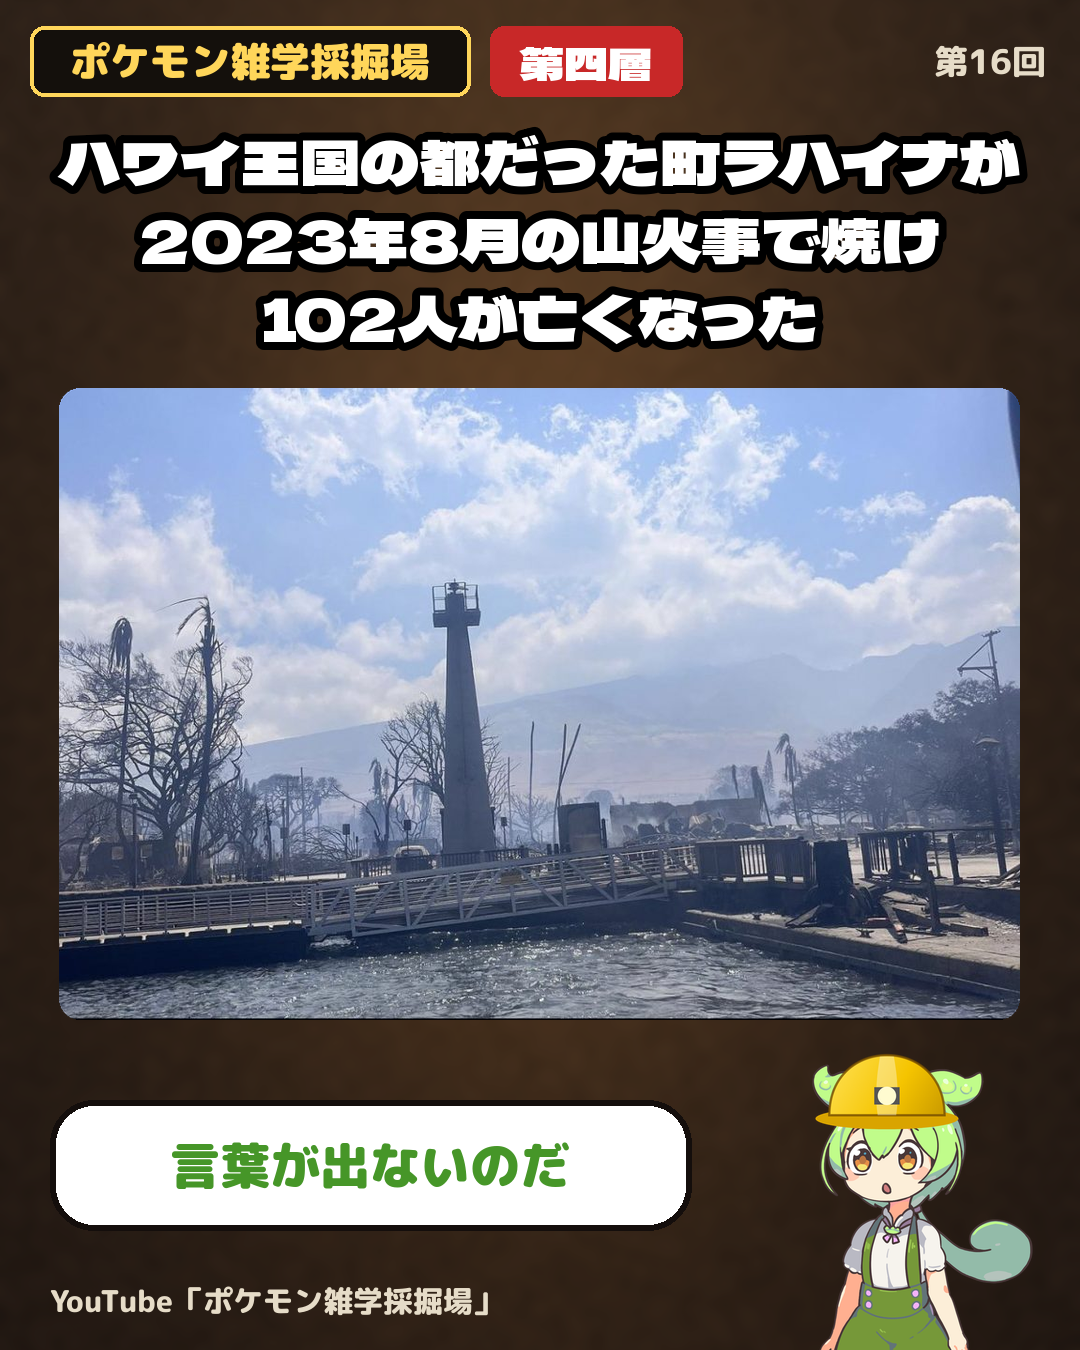 ポケモン雑学採掘場
第四層
第16回
ハワイ王国の都だった町ラハイナが
2023年8月の山火事で焼け
102人が亡くなった
言葉が出ないのだ
YouTube「ポケモン雑学採掘場」